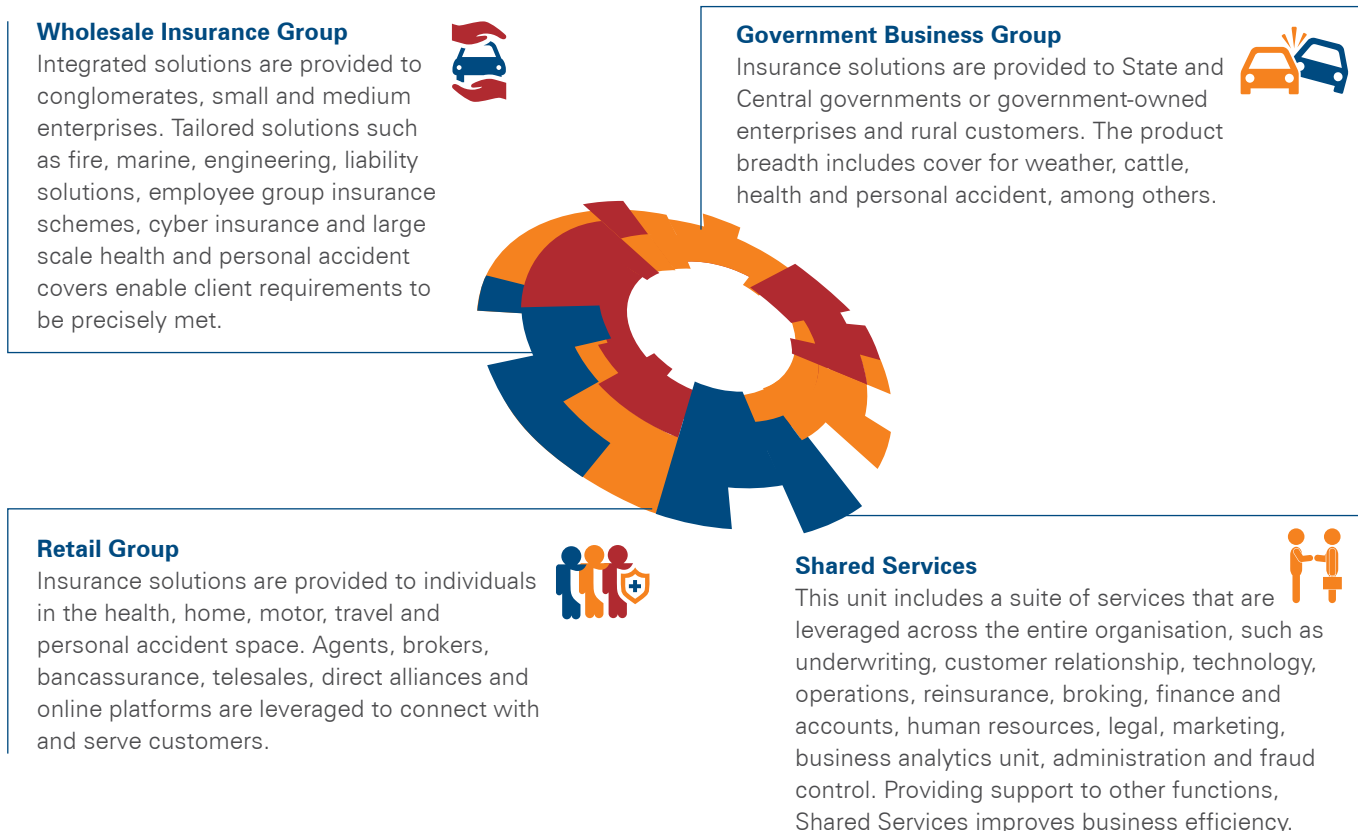 Wholesale Insurance Group
Integrated solutions are provided to
conglomerates, small and medium
enterprises. Tailored solutions such
as fire, marine, engineering, liability
solutions, employee group insurance
schemes, cyber insurance and large
scale health and personal accident
covers enable client requirements to
be precisely met.
Government Business Group
Insurance solutions are provided to State and
Central governments or government-owned
enterprises and rural customers. The product
breadth includes cover for weather, cattle,
health and personal accident, among others.
Retail Group
Insurance solutions are provided to individuals
in the health, home, motor, travel and
personal accident space. Agents, brokers,
bancassurance, telesales, direct alliances and
online platforms are leveraged to connect with
and serve customers.
Shared Services
This unit includes a suite of services that are
leveraged across the entire organisation, such as
underwriting, customer relationship, technology,
operations, reinsurance, broking, finance and
accounts, human resources, legal, marketing,
business analytics unit, administration and fraud
control. Providing support to other functions,
Shared Services improves business efficiency.